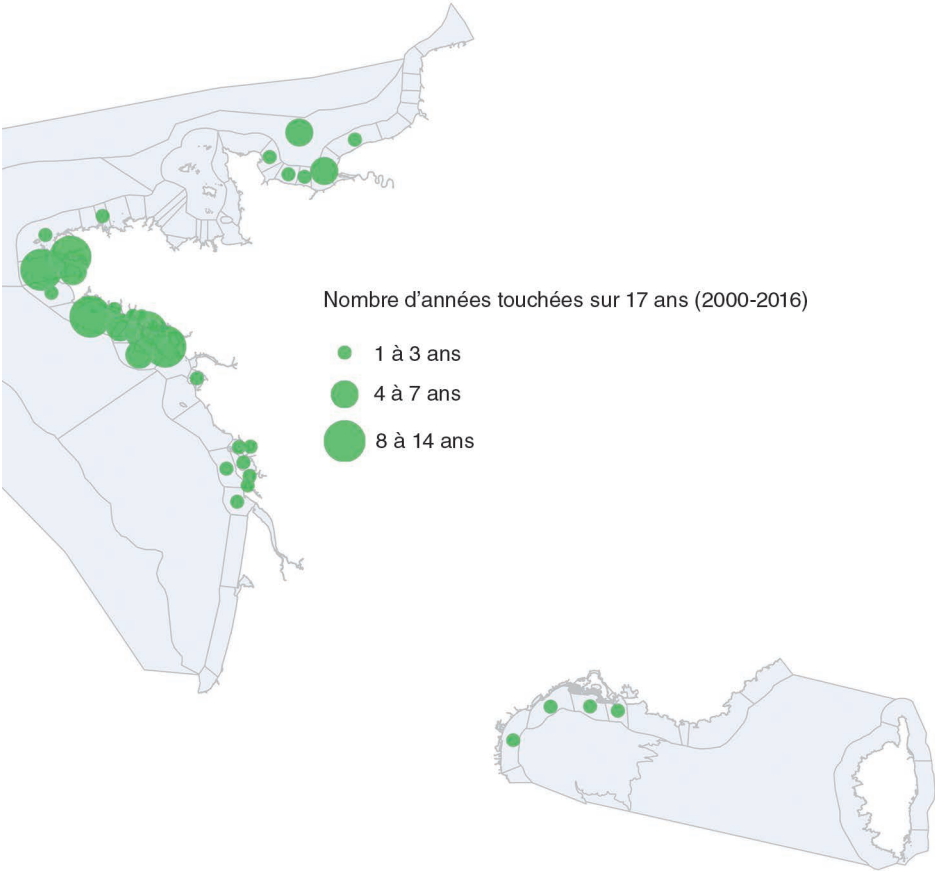 Nombre d’années touchées sur 17 ans (2000-2016)
1 à 3 ans
4 à 7 ans
8 à 14 ans